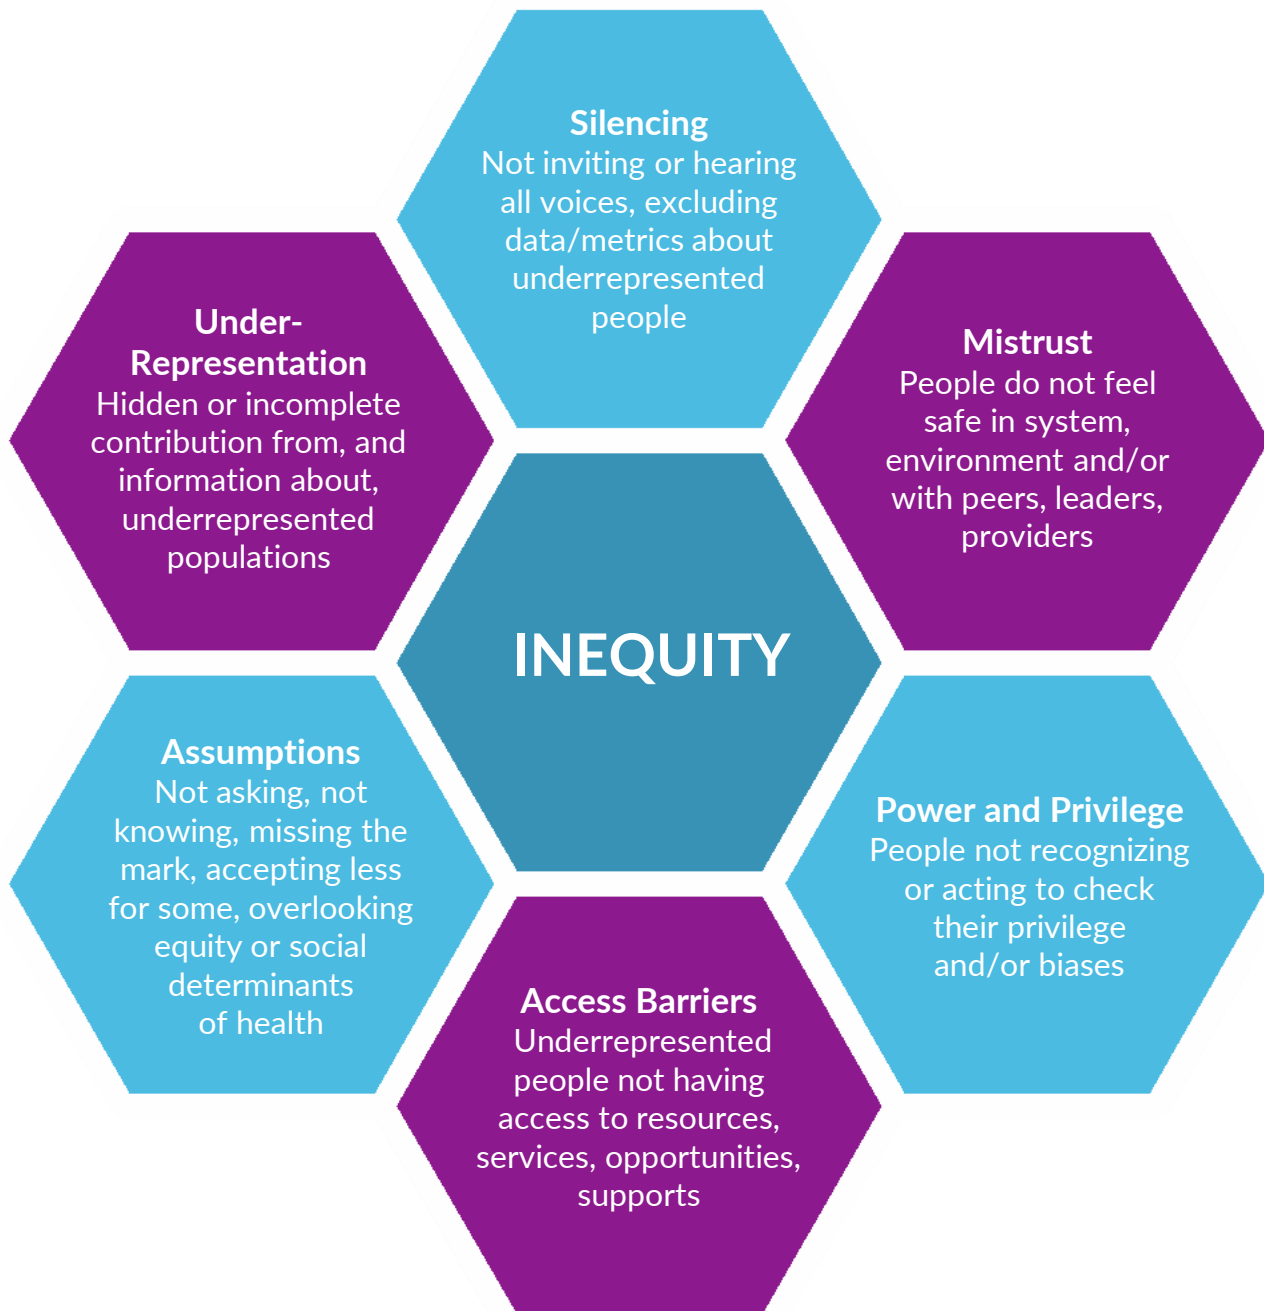 Silencing
Not inviting or hearing
all voices, excluding
data/metrics about
underrepresented
people
Under-
Representation
Hidden or incomplete
contribution from, and
information about,
underrepresented
populations
Mistrust
People do not feel
safe in system,
environment and/or
with peers, leaders,
providers
INEQUITY
Assumptions
Not asking, not
knowing, missing the
mark, accepting less
for some, overlooking
equity or social
determinants
of health
Power and Privilege
People not recognizing
or acting to check
their privilege
and/or biases
Access Barriers
Underrepresented
people not having
access to resources,
services, opportunities,
supports